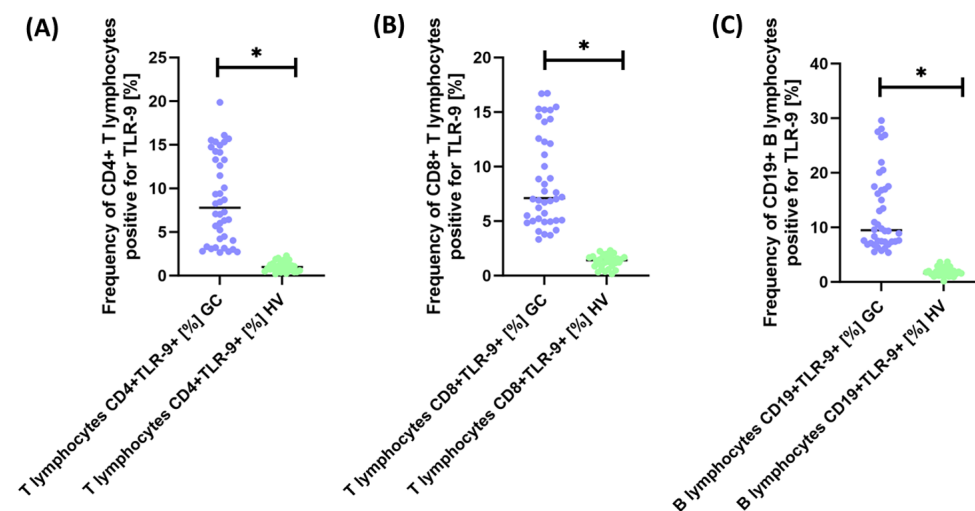 (A)
Frequency of CD4+ T lymphocytes
positive for TLR-9 [%]
25
20
15
10
5
0
*
T lymphocytes CD4+TLR-9+ [%] GC
T lymphocytes CD4+TLR-9+ [%] HV
(B)
Frequency of CD8+ T lymphocytes
positive for TLR-9 [%]
20
15
10
5
0
*
T lymphocytes CD8+TLR-9+ [%] GC
T lymphocytes CD8+TLR-9+ [%] HV
(C)
Frequency of CD19+ B lymphocytes
positive for TLR-9 [%]
40
30
20
10
0
*
B lymphocytes CD19+TLR-9+ [%] GC
B lymphocytes CD19+TLR-9+ [%] HV